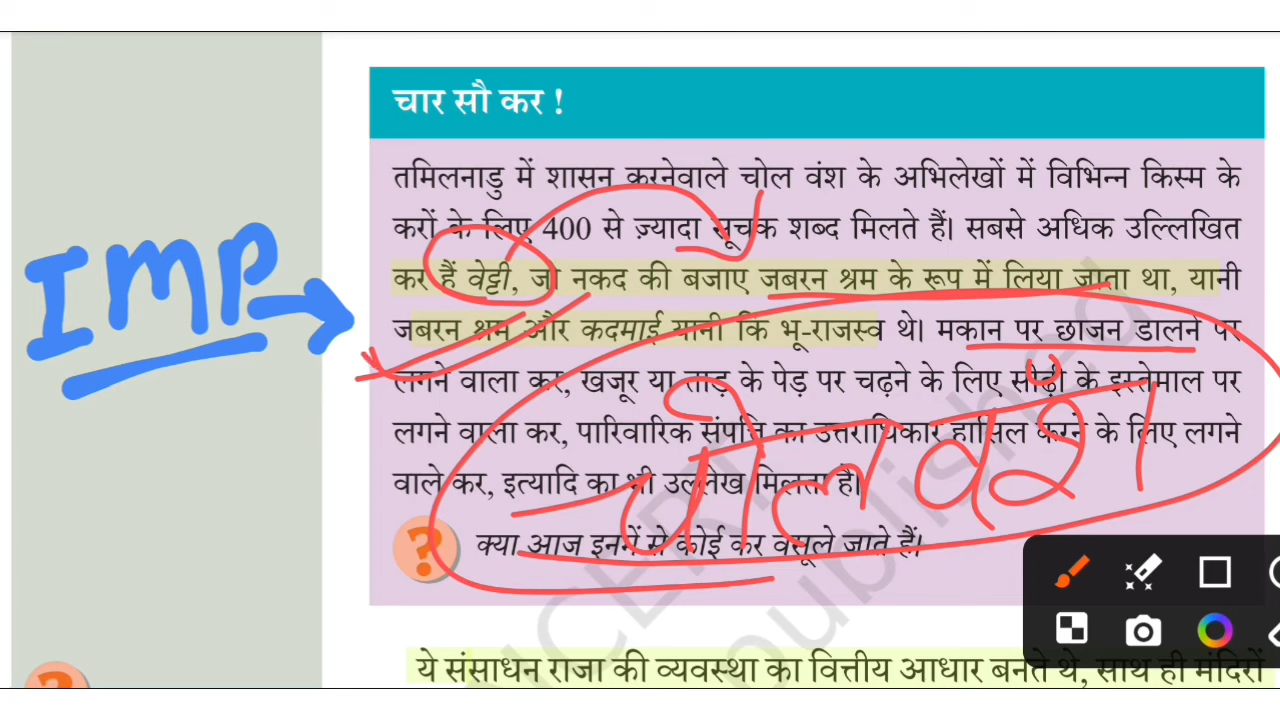 चार सौ कर !
तमिलनाडु में शासन करनेवाले चोल वंश के अभिलेखों में विभिन्न किस्म के
करों के लिए 400 से ज़्यादा सूचक शब्द मिलते हैं। सबसे अधिक उल्लिखित
IMP
कर हैं वेट्टी, जो नकद की बजाए जबरन श्रम के रूप में लिया जाता था, यानी
जबरन श्रम और कदमाई यानी कि भू-राजस्व थे। मकान पर छाजन डालने पर
लगने वाला कर, खजूर या ताड़ के पेड़ पर चढ़ने के लिए सीढ़ी के इस्तेमाल पर
लगने वाला कर, पारिवारिक संपत्ति का उत्तराधिकार हासिल करने के लिए लगने
वाले कर, इत्यादि का भी उल्लेख मिलता है।
चोल वंश
? क्या आज इनमें से कोई कर वसूले जाते हैं।
ये संसाधन राजा की व्यवस्था का वित्तीय आधार बनते थे, साथ ही मंदिरों